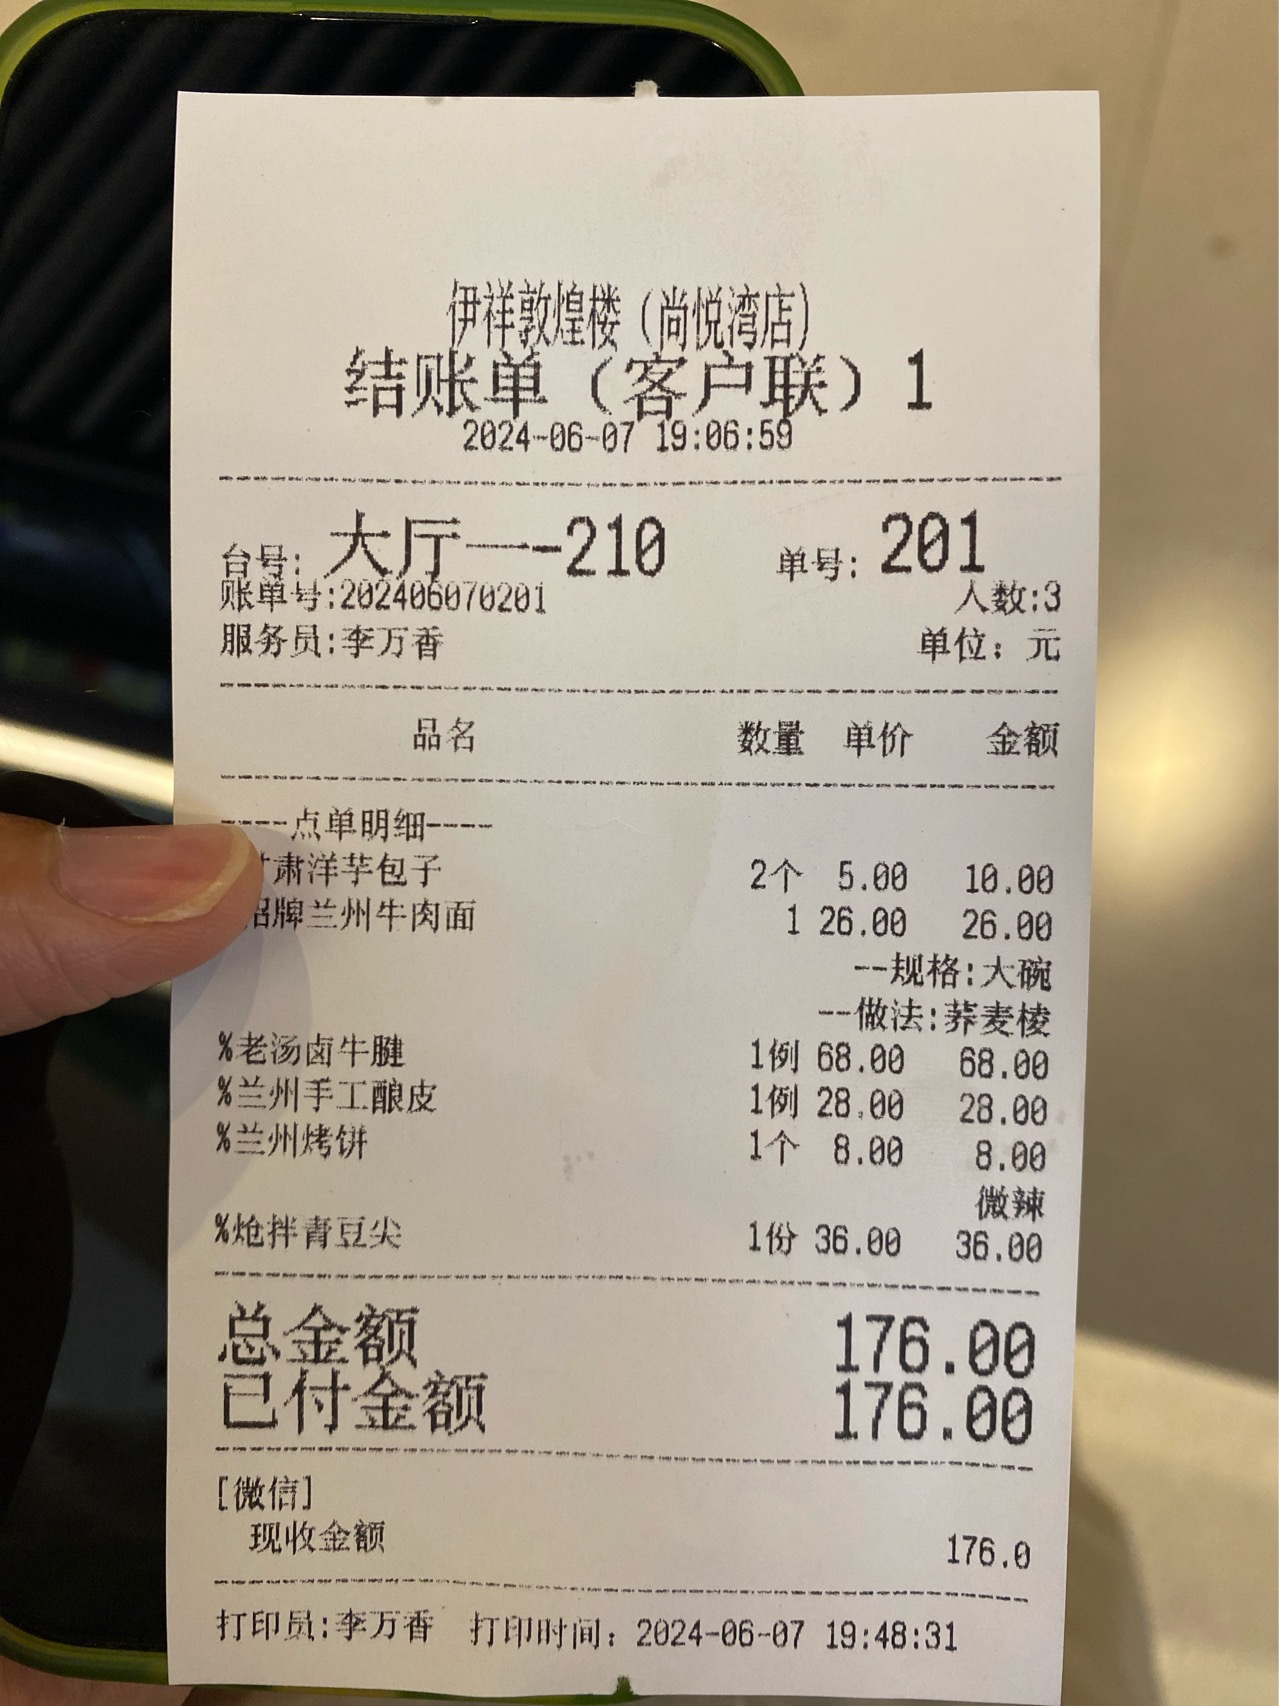 伊祥敦煌楼（尚悦湾店）
结账单（客户联）1
2024-06-07 19:06:59
台号: 大厅一--210 单号: 201
账单号:202406070201 人数:3
服务员:李万香 单位：元
品名 数量 单价 金额
----点单明细----
肃洋芋包子 2个 5.00 10.00
牌兰州牛肉面 1 26.00 26.00
--规格:大碗
--做法:荞麦棱
%老汤卤牛腱 1例 68.00 68.00
%兰州手工酿皮 1例 28.00 28.00
%兰州烤饼 1个 8.00 8.00
微辣
%炝拌青豆尖 1份 36.00 36.00
总金额 176.00
已付金额 176.00
[微信]
现收金额 176.0
打印员:李万香 打印时间：2024-06-07 19:48:31